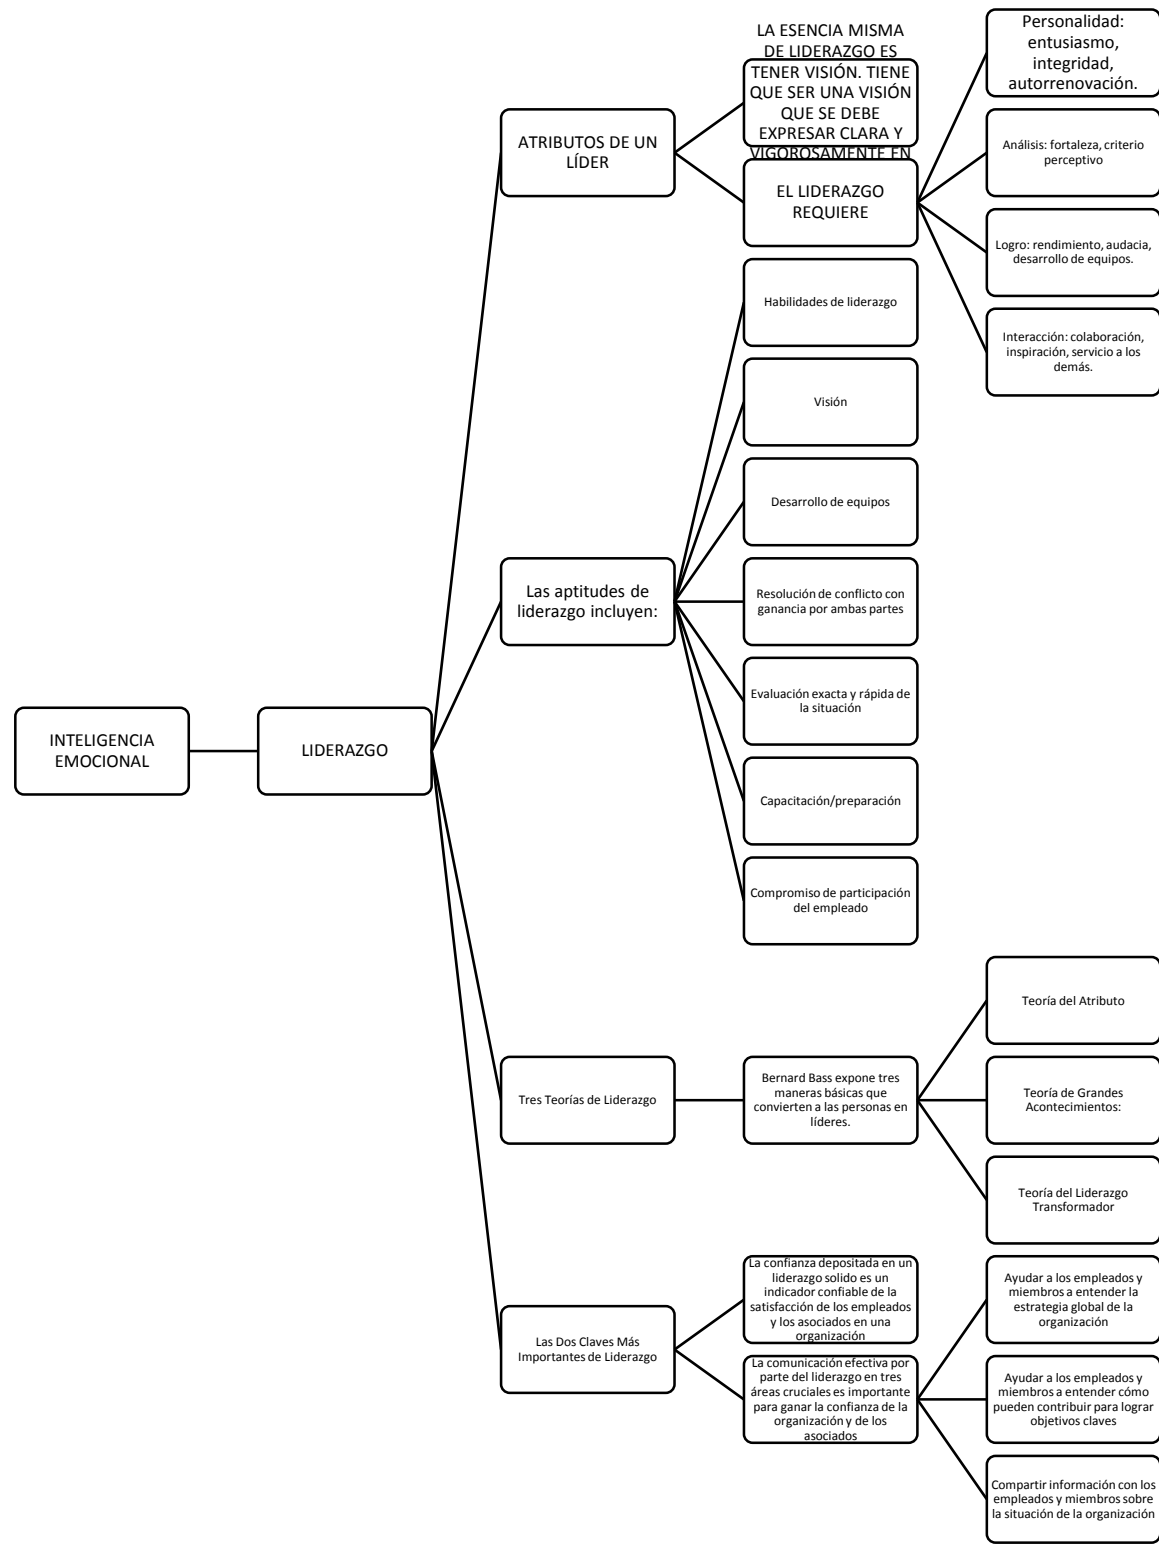 INTELIGENCIA
EMOCIONAL
LIDERAZGO
ATRIBUTOS DE UN
LÍDER
LA ESENCIA MISMA
DE LIDERAZGO ES
TENER VISIÓN. TIENE
QUE SER UNA VISIÓN
QUE SE DEBE
EXPRESAR CLARA Y
VIGOROSAMENTE EN
EL LIDERAZGO
REQUIERE
Personalidad:
entusiasmo,
integridad,
autorrenovación.
Análisis: fortaleza, criterio
perceptivo
Logro: rendimiento, audacia,
desarrollo de equipos.
Interacción: colaboración,
inspiración, servicio a los
demás.
Las aptitudes de
liderazgo incluyen:
Habilidades de liderazgo
Visión
Desarrollo de equipos
Resolución de conflicto con
ganancia por ambas partes
Evaluación exacta y rápida de
la situación
Capacitación/preparación
Compromiso de participación
del empleado
Tres Teorías de Liderazgo
Bernard Bass expone tres
maneras básicas que
convierten a las personas en
líderes.
Teoría del Atributo
Teoría de Grandes
Acontecimientos:
Teoría del Liderazgo
Transformador
Las Dos Claves Más
Importantes de Liderazgo
La confianza depositada en un
liderazgo solido es un
indicador confiable de la
satisfacción de los empleados
y los asociados en una
organización
La comunicación efectiva por
parte del liderazgo en tres
áreas cruciales es importante
para ganar la confianza de la
organización y de los
asociados
Ayudar a los empleados y
miembros a entender la
estrategia global de la
organización
Ayudar a los empleados y
miembros a entender cómo
pueden contribuir para lograr
objetivos claves
Compartir información con los
empleados y miembros sobre
la situación de la organización